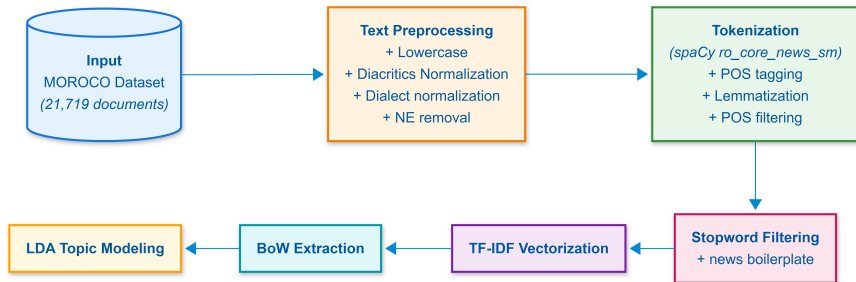 Input
MOROCO Dataset
(21,719 documents)
Text Preprocessing
+ Lowercase
+ Diacritics Normalization
+ Dialect normalization
+ NE removal
Tokenization
(spaCy ro_core_news_sm)
+ POS tagging
+ Lemmatization
+ POS filtering
Stopword Filtering
+ news boilerplate
TF-IDF Vectorization
BoW Extraction
LDA Topic Modeling